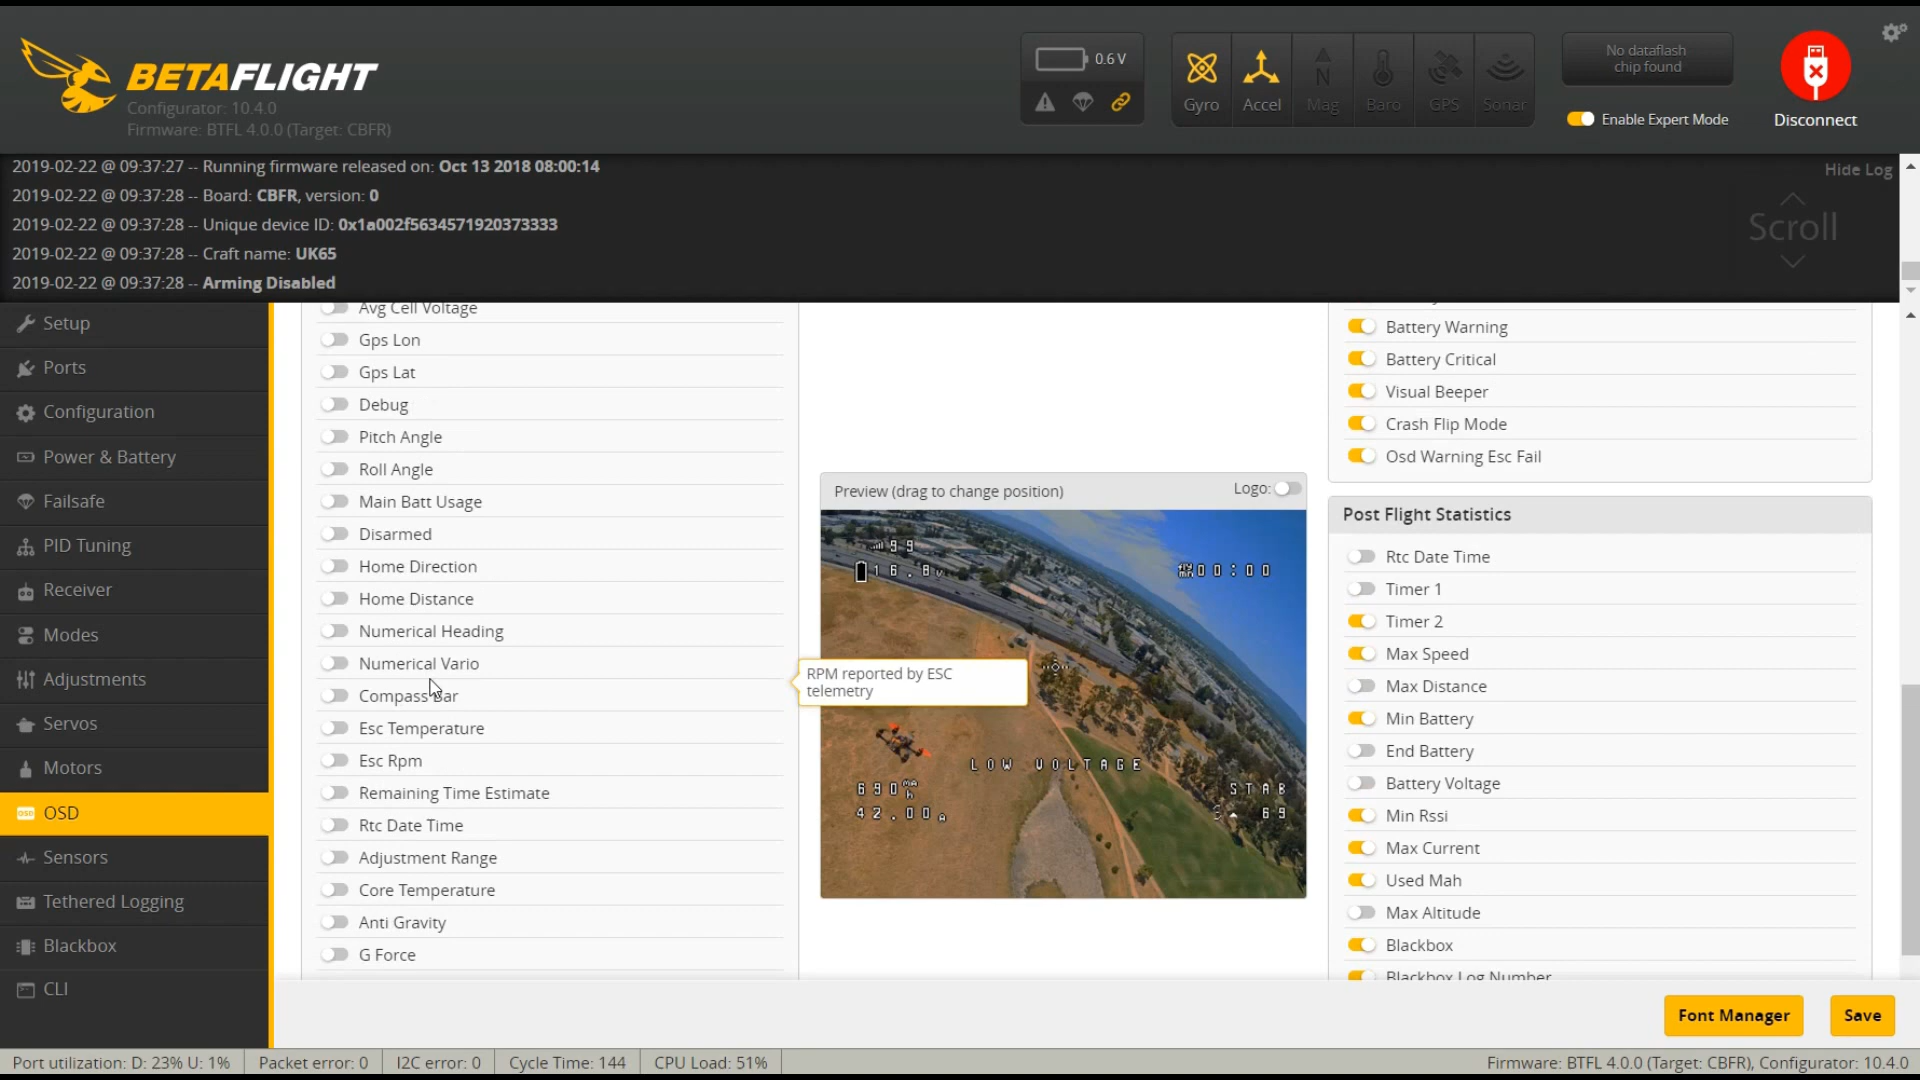 BETAFLIGHT
Configurator: 10.4.0
Firmware: BTFL 4.0.0 (Target: CBFR)
0.6 V
Gyro
Accel
Mag
Baro
GPS
Sonar
No dataflash
chip found
Enable Expert Mode
Disconnect
2019-02-22 @ 09:37:27 -- Running firmware released on: Oct 13 2018 08:00:14
2019-02-22 @ 09:37:28 -- Board: CBFR, version: 0
2019-02-22 @ 09:37:28 -- Unique device ID: 0x1a002f5634571920373333
2019-02-22 @ 09:37:28 -- Craft name: UK65
2019-02-22 @ 09:37:28 -- Arming Disabled
Hide Log
Scroll
Setup
Ports
Configuration
Power & Battery
Failsafe
PID Tuning
Receiver
Modes
Adjustments
Servos
Motors
OSD
Sensors
Tethered Logging
Blackbox
CLI
Avg Cell Voltage
Gps Lon
Gps Lat
Debug
Pitch Angle
Roll Angle
Main Batt Usage
Disarmed
Home Direction
Home Distance
Numerical Heading
Numerical Vario
Compass Bar
Esc Temperature
Esc Rpm
Remaining Time Estimate
Rtc Date Time
Adjustment Range
Core Temperature
Anti Gravity
G Force
RPM reported by ESC
telemetry
Preview (drag to change position)
Logo:
99
16.8V
00:00
LOW VOLTAGE
690
42.00A
STAB
69
Battery Warning
Battery Critical
Visual Beeper
Crash Flip Mode
Osd Warning Esc Fail
Post Flight Statistics
Rtc Date Time
Timer 1
Timer 2
Max Speed
Max Distance
Min Battery
End Battery
Battery Voltage
Min Rssi
Max Current
Used Mah
Max Altitude
Blackbox
Blackbox Log Number
Font Manager
Save
Port utilization: D: 23% U: 1%
Packet error: 0
I2C error: 0
Cycle Time: 144
CPU Load: 51%
Firmware: BTFL 4.0.0 (Target: CBFR), Configurator: 10.4.0